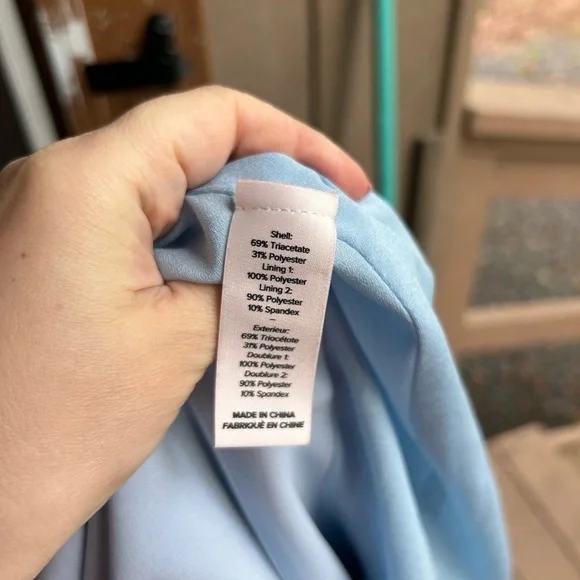 Shell:
69% Triacetate
31% Polyester
Lining 1:
100% Polyester
Lining 2:
90% Polyester
10% Spandex
–
Exterieur:
69% Triacétate
31% Polyester
Doublure 1:
100% Polyester
Doublure 2:
90% Polyester
10% Spandex
MADE IN CHINA
FABRIQUÉ EN CHINE